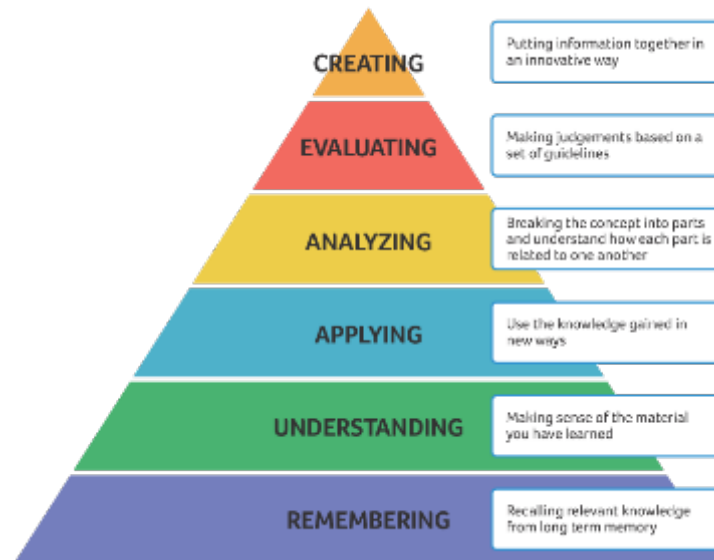 CREATING
Putting information together in
an innovative way
EVALUATING
Making judgements based on a
set of guidelines
ANALYZING
Breaking the concept into parts
and understand how each part is
related to one another
APPLYING
Use the knowledge gained in
new ways
UNDERSTANDING
Making sense of the material
you have learned
REMEMBERING
Recalling relevant knowledge
from long term memory